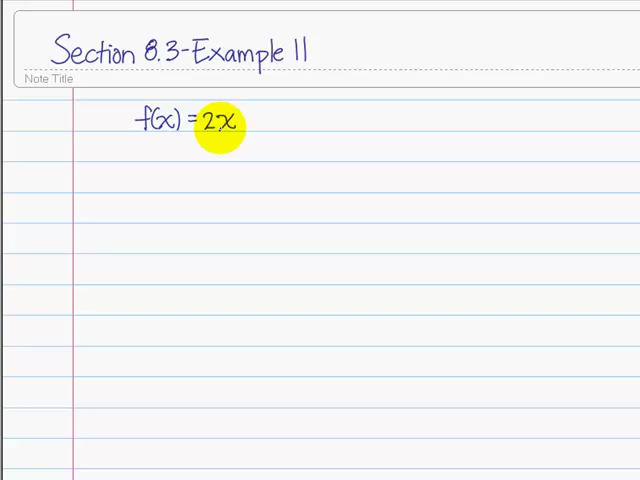 Section 8.3-Example 11
Note Title
f(x) = 2x